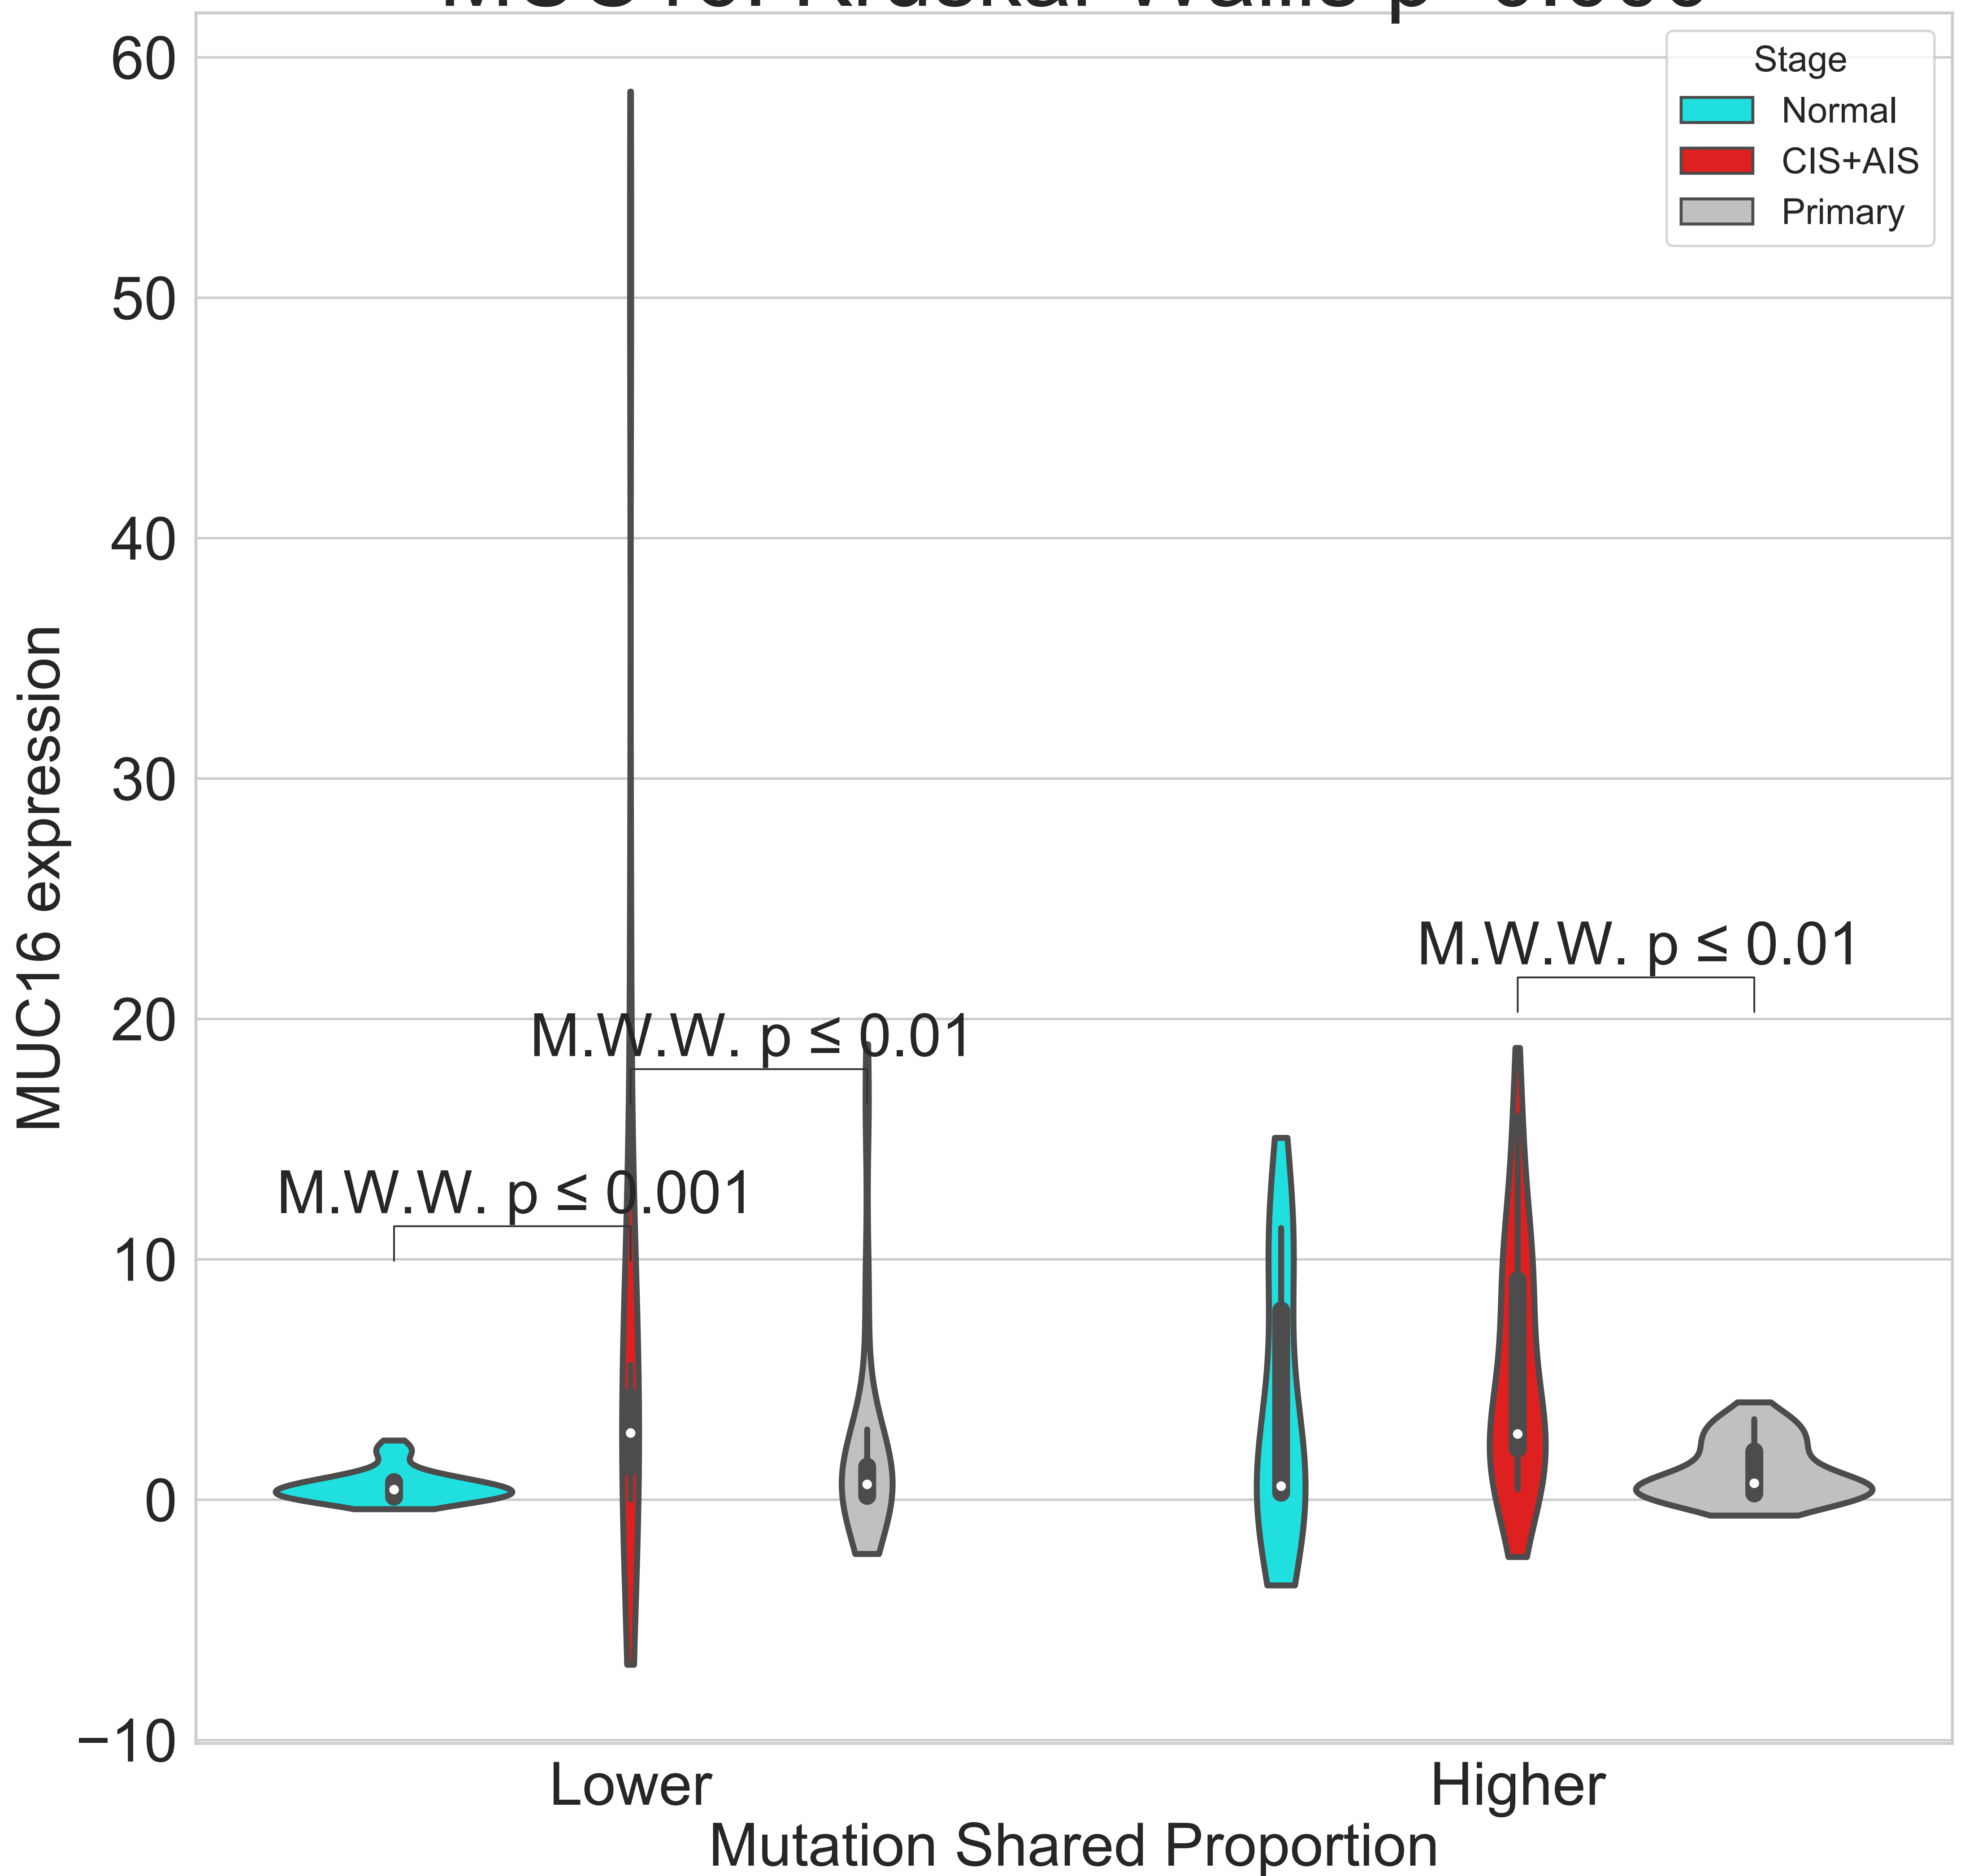 60
50
40
30
20
10
0
−10
MUC16 expression
Stage
Normal
CIS+AIS
Primary
M.W.W. p ≤ 0.01
M.W.W. p ≤ 0.01
M.W.W. p ≤ 0.001
Lower
Higher
Mutation Shared Proportion